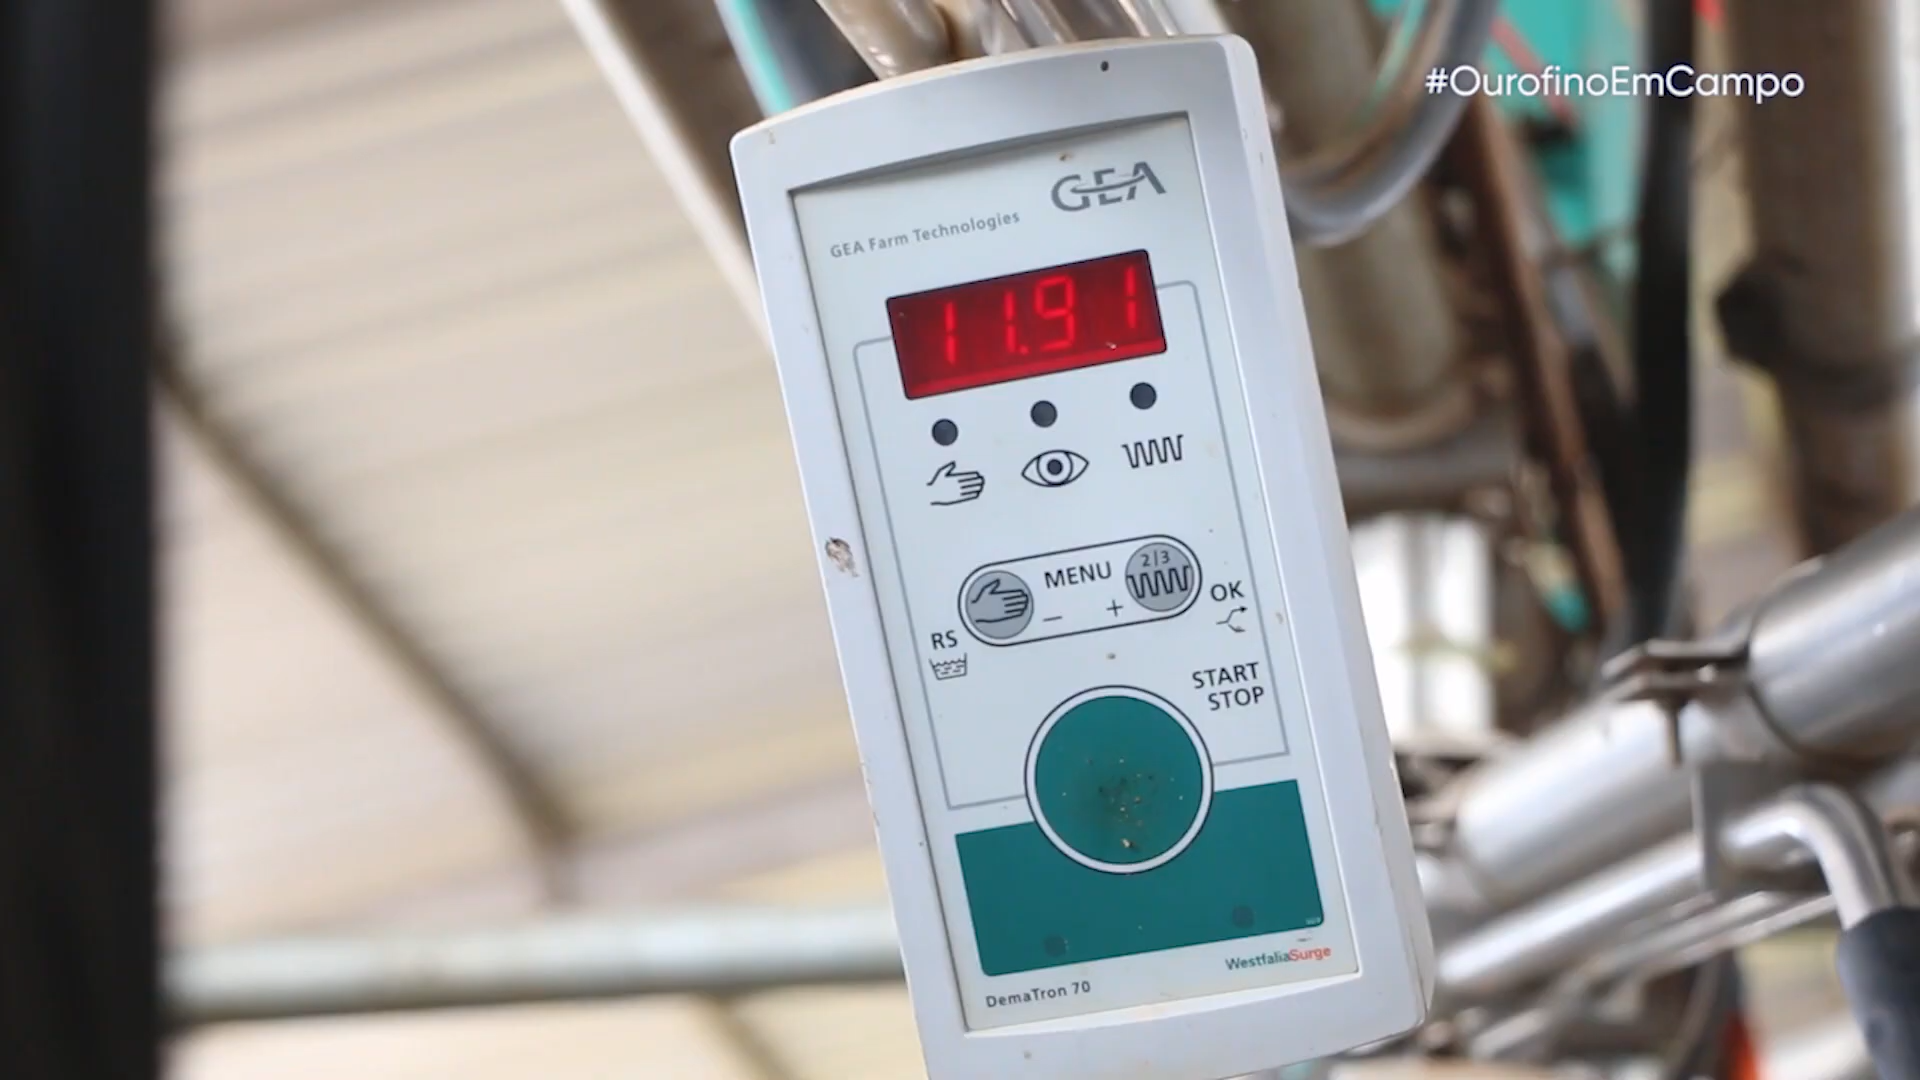 #OurofinoEmCampo
GEA
GEA Farm Technologies
11.91
2|3
MENU
- +
OK
RS
START
STOP
WestfaliaSurge
DemaTron 70